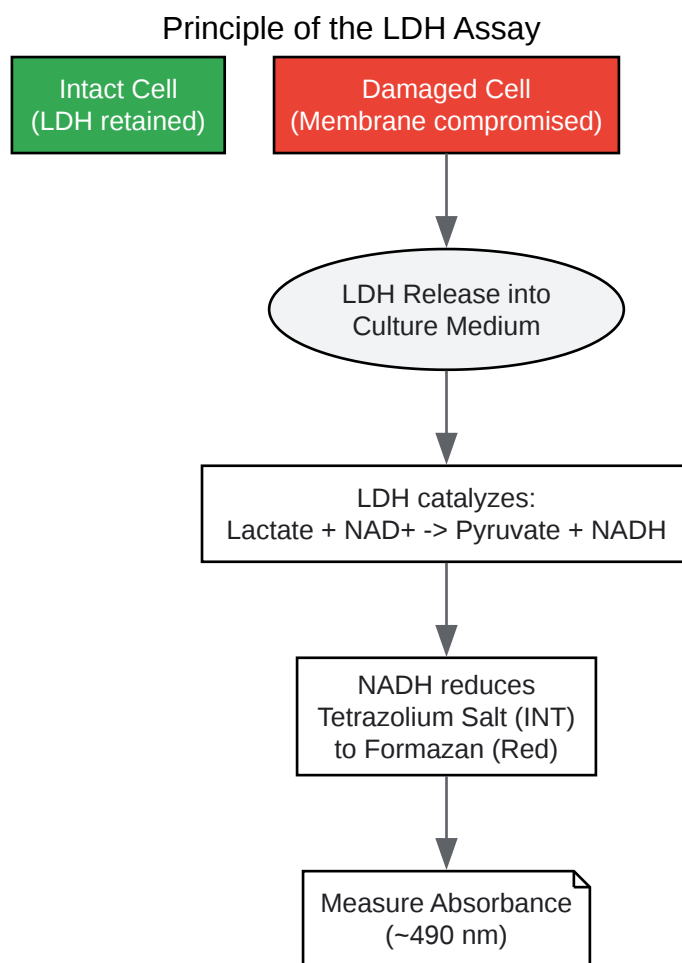 Principle of the LDH Assay
Intact Cell
(LDH retained)
Damaged Cell
(Membrane compromised)
LDH Release into
Culture Medium
LDH catalyzes:
Lactate + NAD+ -> Pyruvate + NADH
NADH reduces
Tetrazolium Salt (INT)
to Formazan (Red)
Measure Absorbance
(~490 nm)